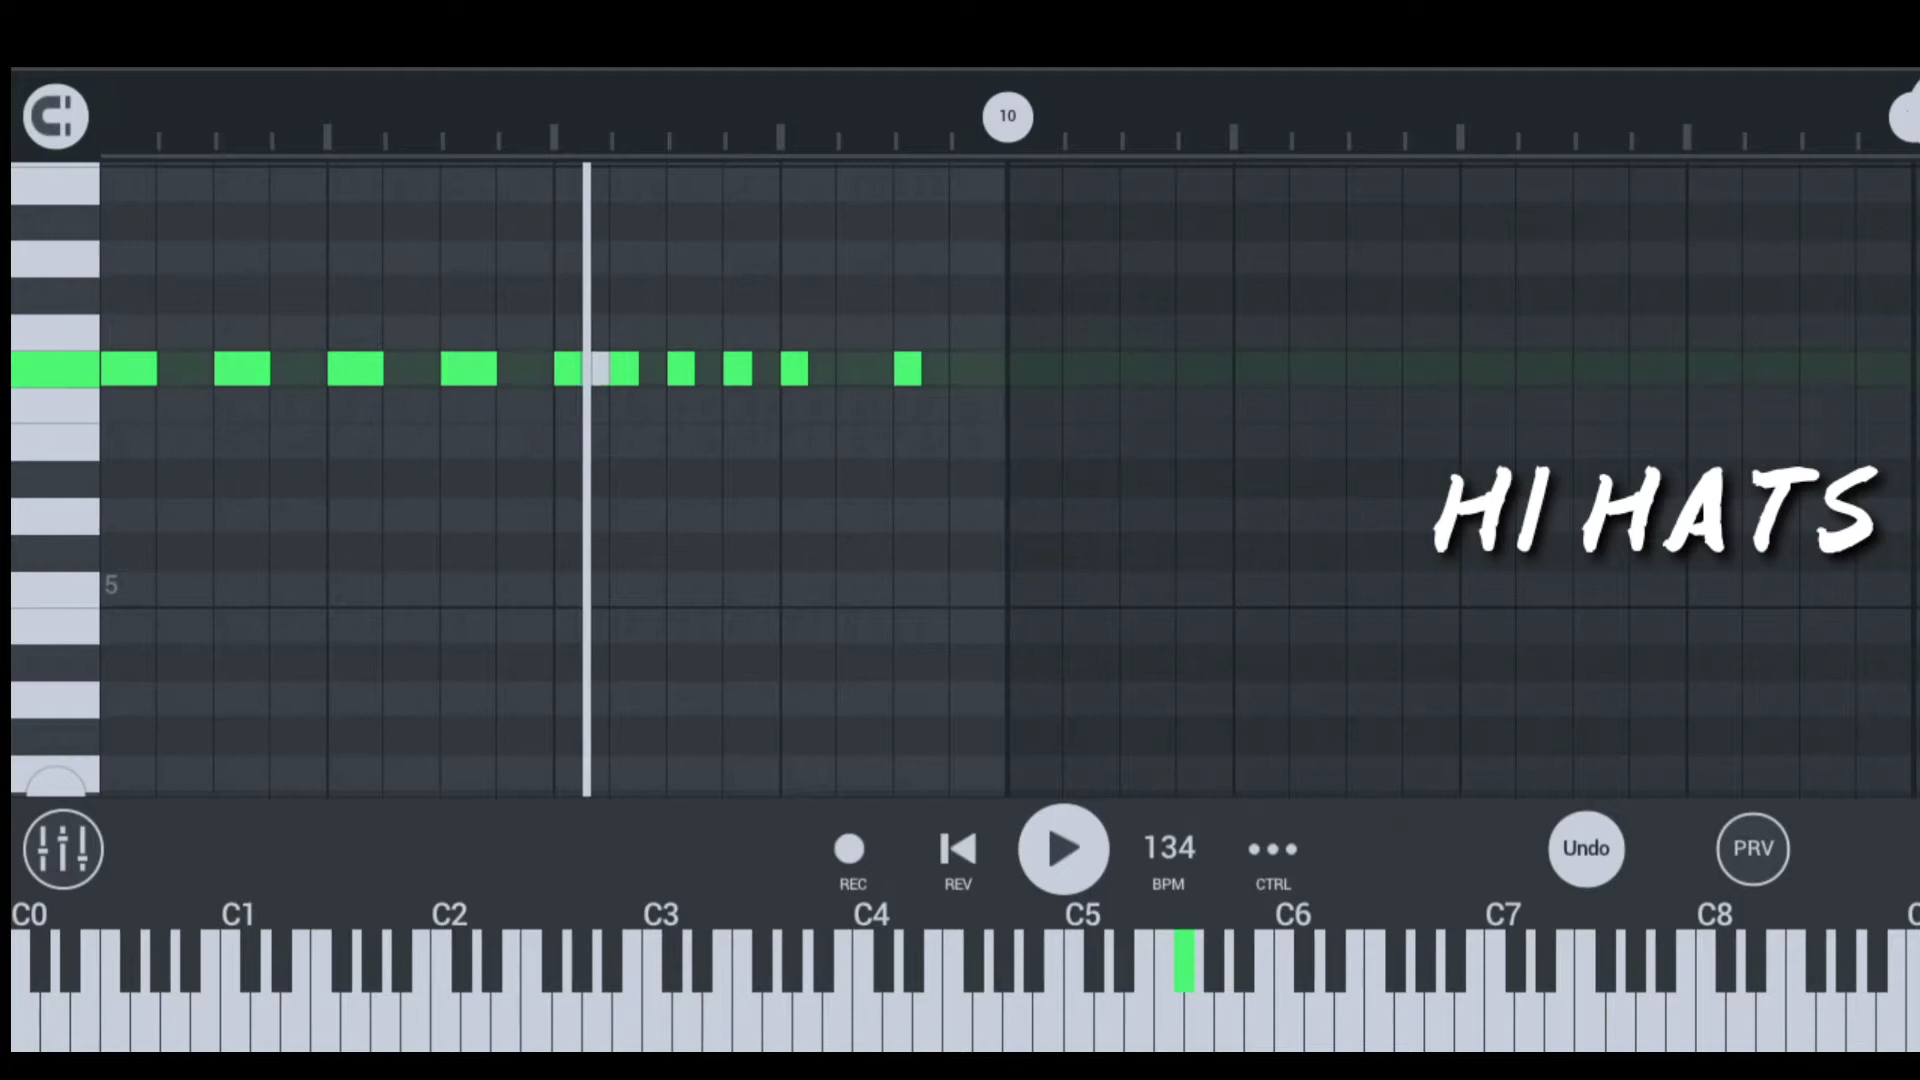 10
HI HATS
5
134
Undo
PRV
REC
REV
BPM
CTRL
C0 C1 C2 C3 C4 C5 C6 C7 C8